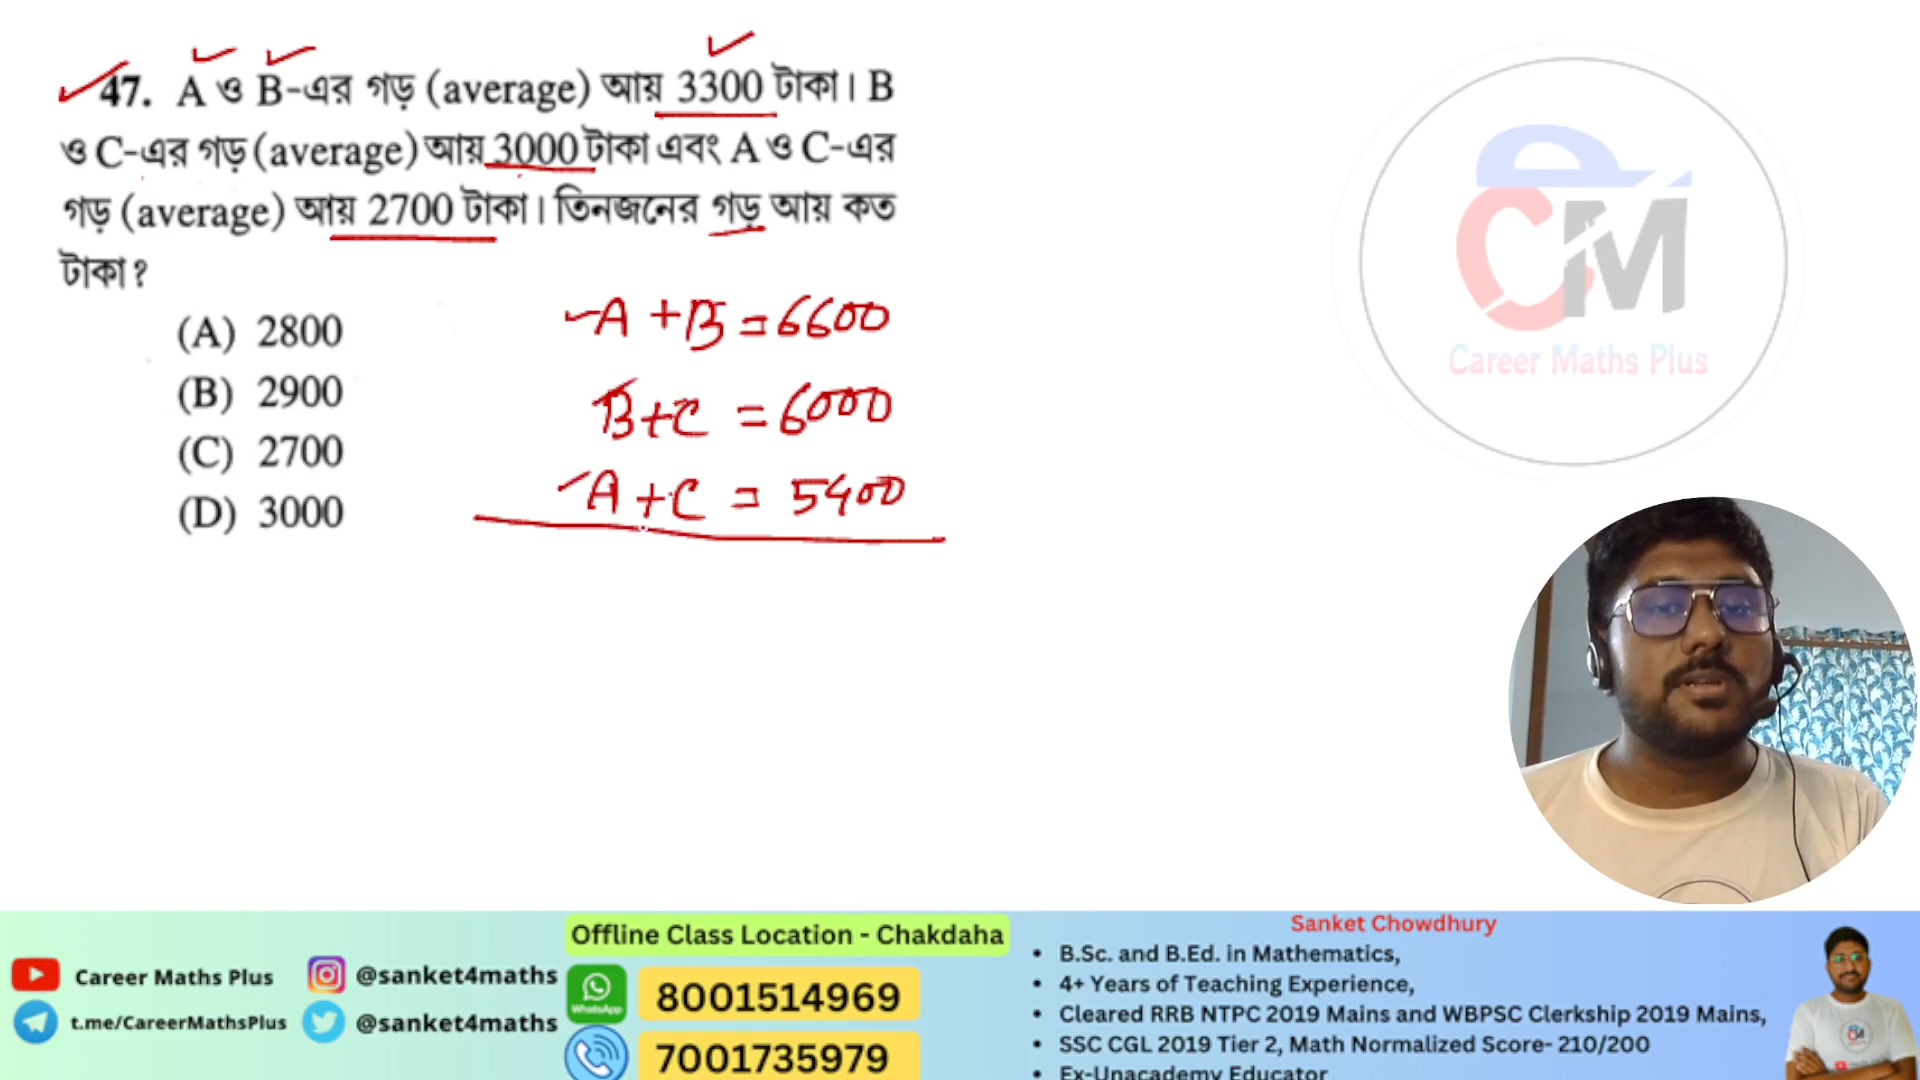 47. A ও B-এর গড় (average) আয় 3300 টাকা। B
ও C-এর গড় (average) আয় 3000 টাকা এবং A ও C-এর
গড় (average) আয় 2700 টাকা। তিনজনের গড় আয় কত
টাকা?
(A) 2800
(B) 2900
(C) 2700
(D) 3000
A + B = 6600
B + C = 6000
A + C = 5400
CM
Career Maths Plus
Career Maths Plus
@sanket4maths
t.me/CareerMathsPlus
@sanket4maths
Offline Class Location - Chakdaha
WhatsApp
8001514969
7001735979
Sanket Chowdhury
• B.Sc. and B.Ed. in Mathematics,
• 4+ Years of Teaching Experience,
• Cleared RRB NTPC 2019 Mains and WBPSC Clerkship 2019 Mains,
• SSC CGL 2019 Tier 2, Math Normalized Score- 210/200
• Ex-Unacademy Educator